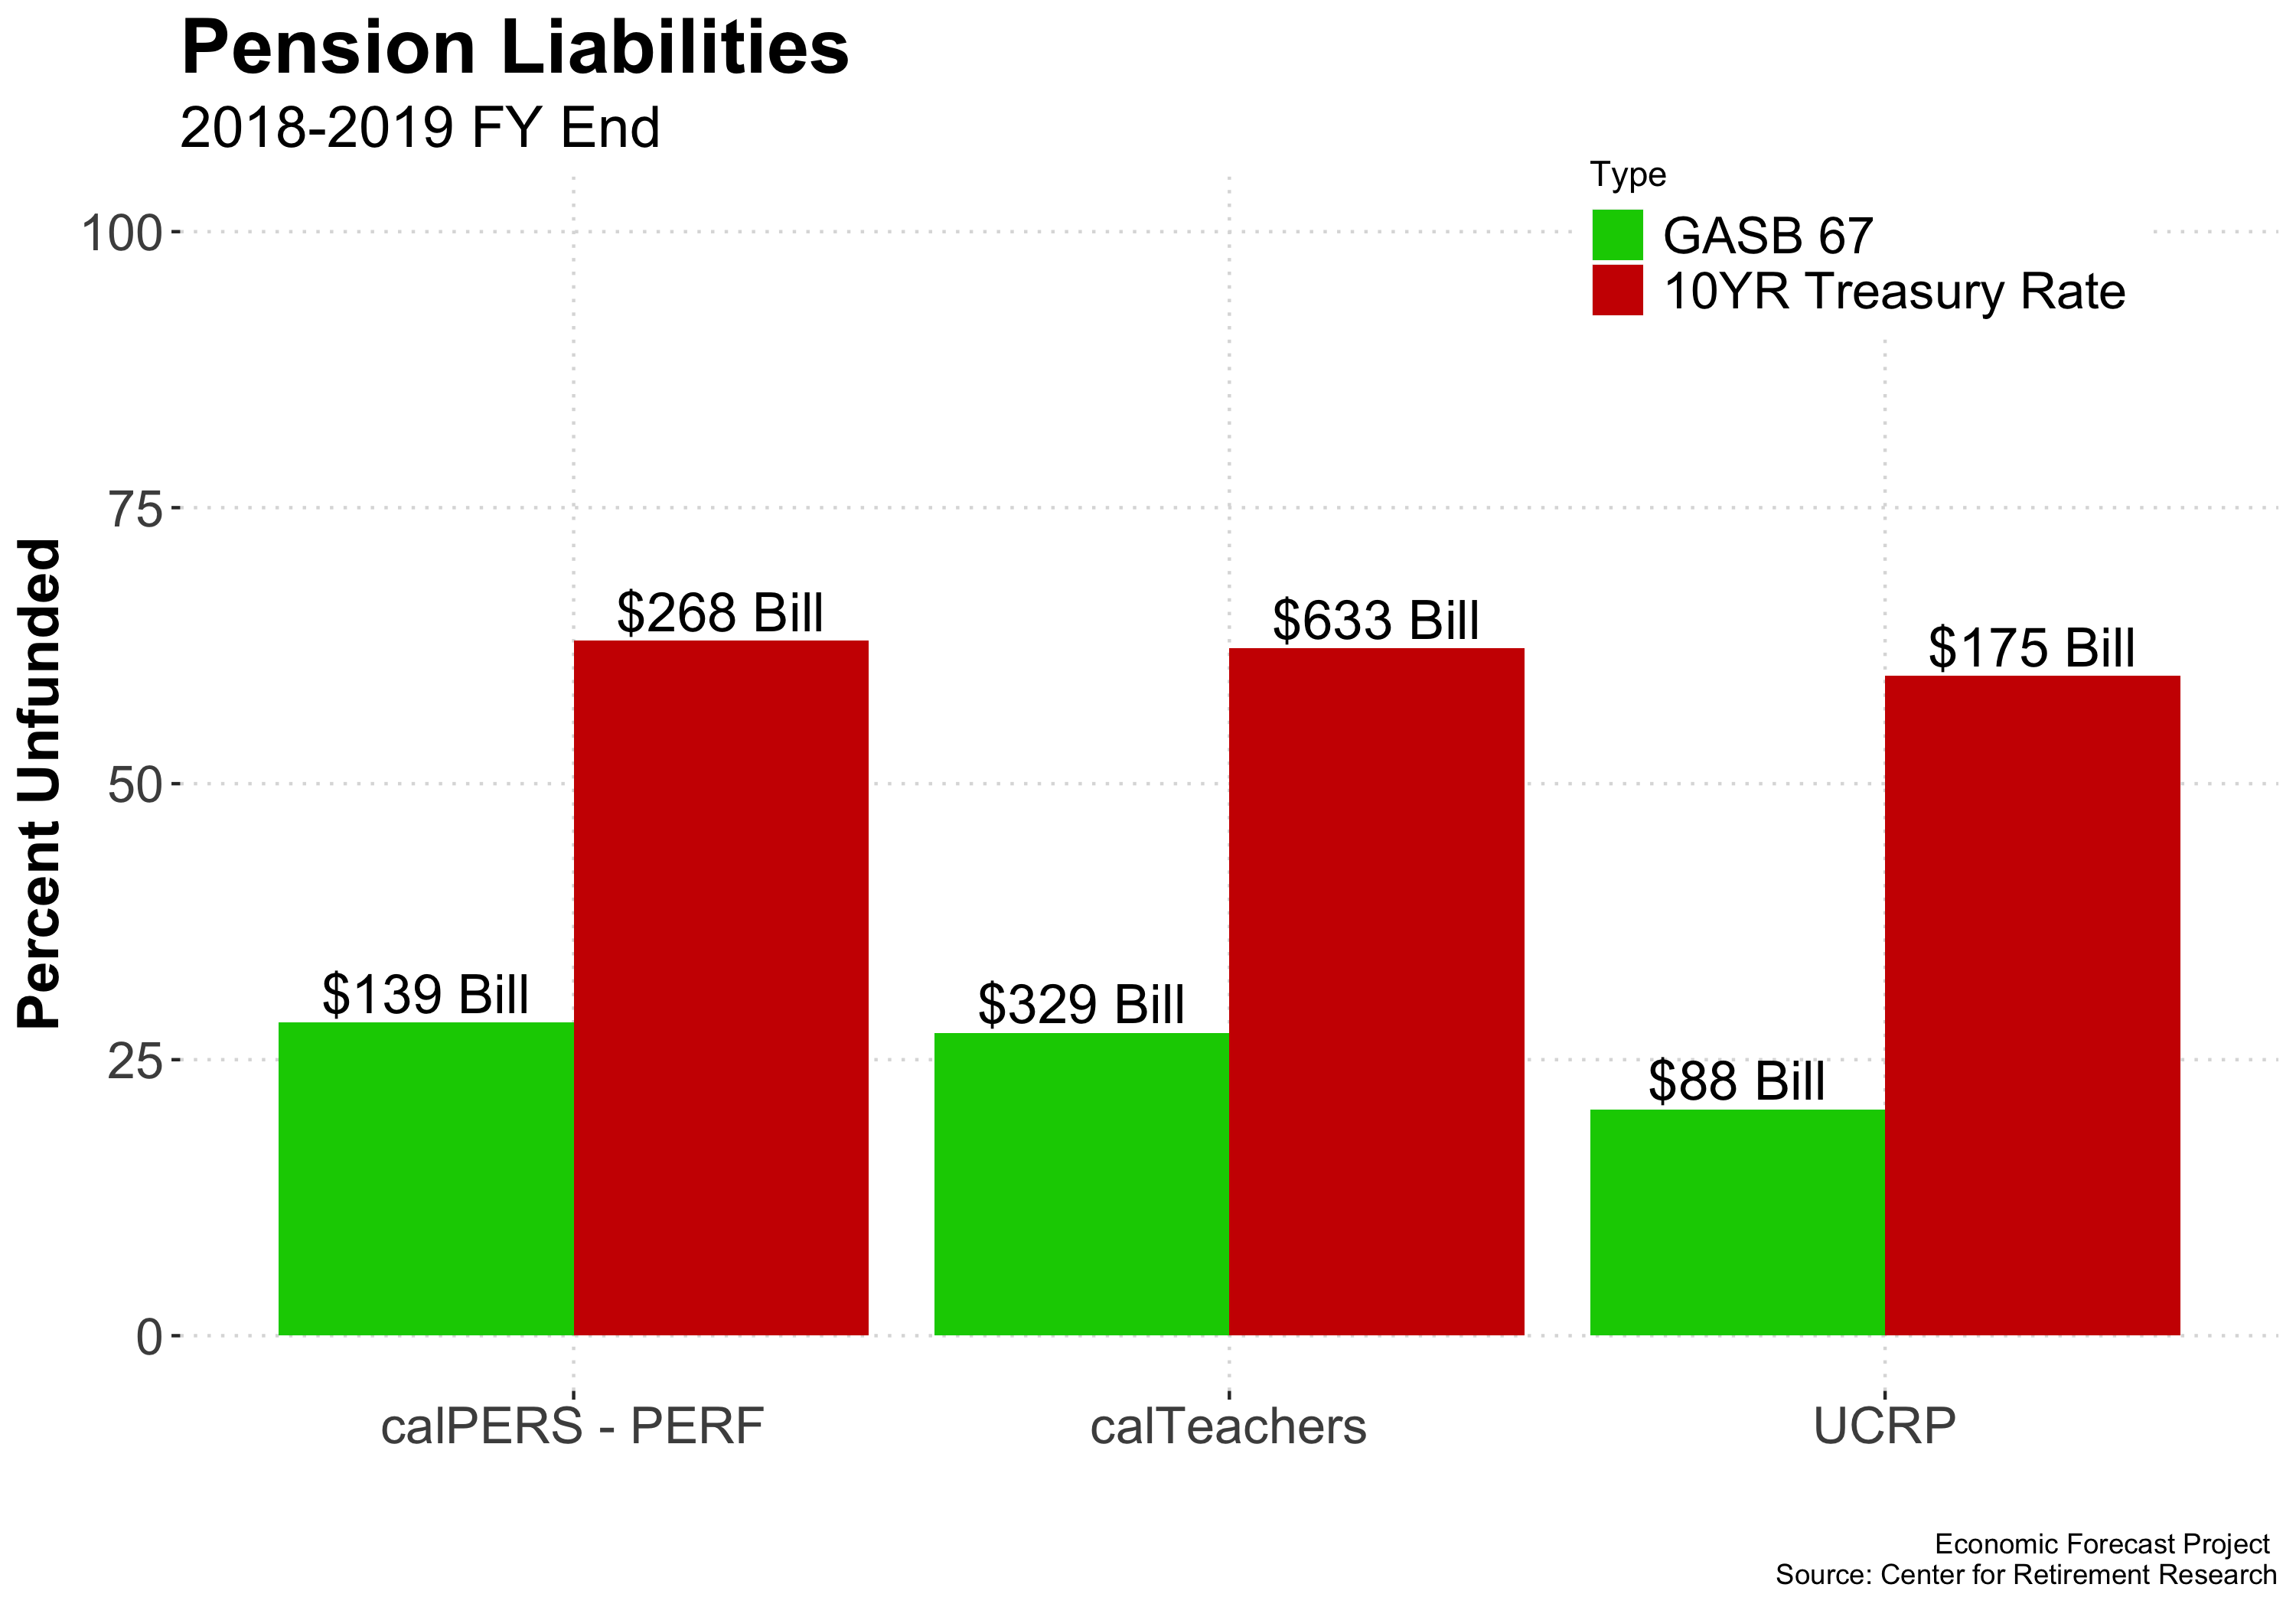 Pension Liabilities
2018-2019 FY End
Type
GASB 67
10YR Treasury Rate
Percent Unfunded
100
75
50
25
0
$268 Bill
$633 Bill
$175 Bill
$139 Bill
$329 Bill
$88 Bill
calPERS - PERF
calTeachers
UCRP
Economic Forecast Project
Source: Center for Retirement Research